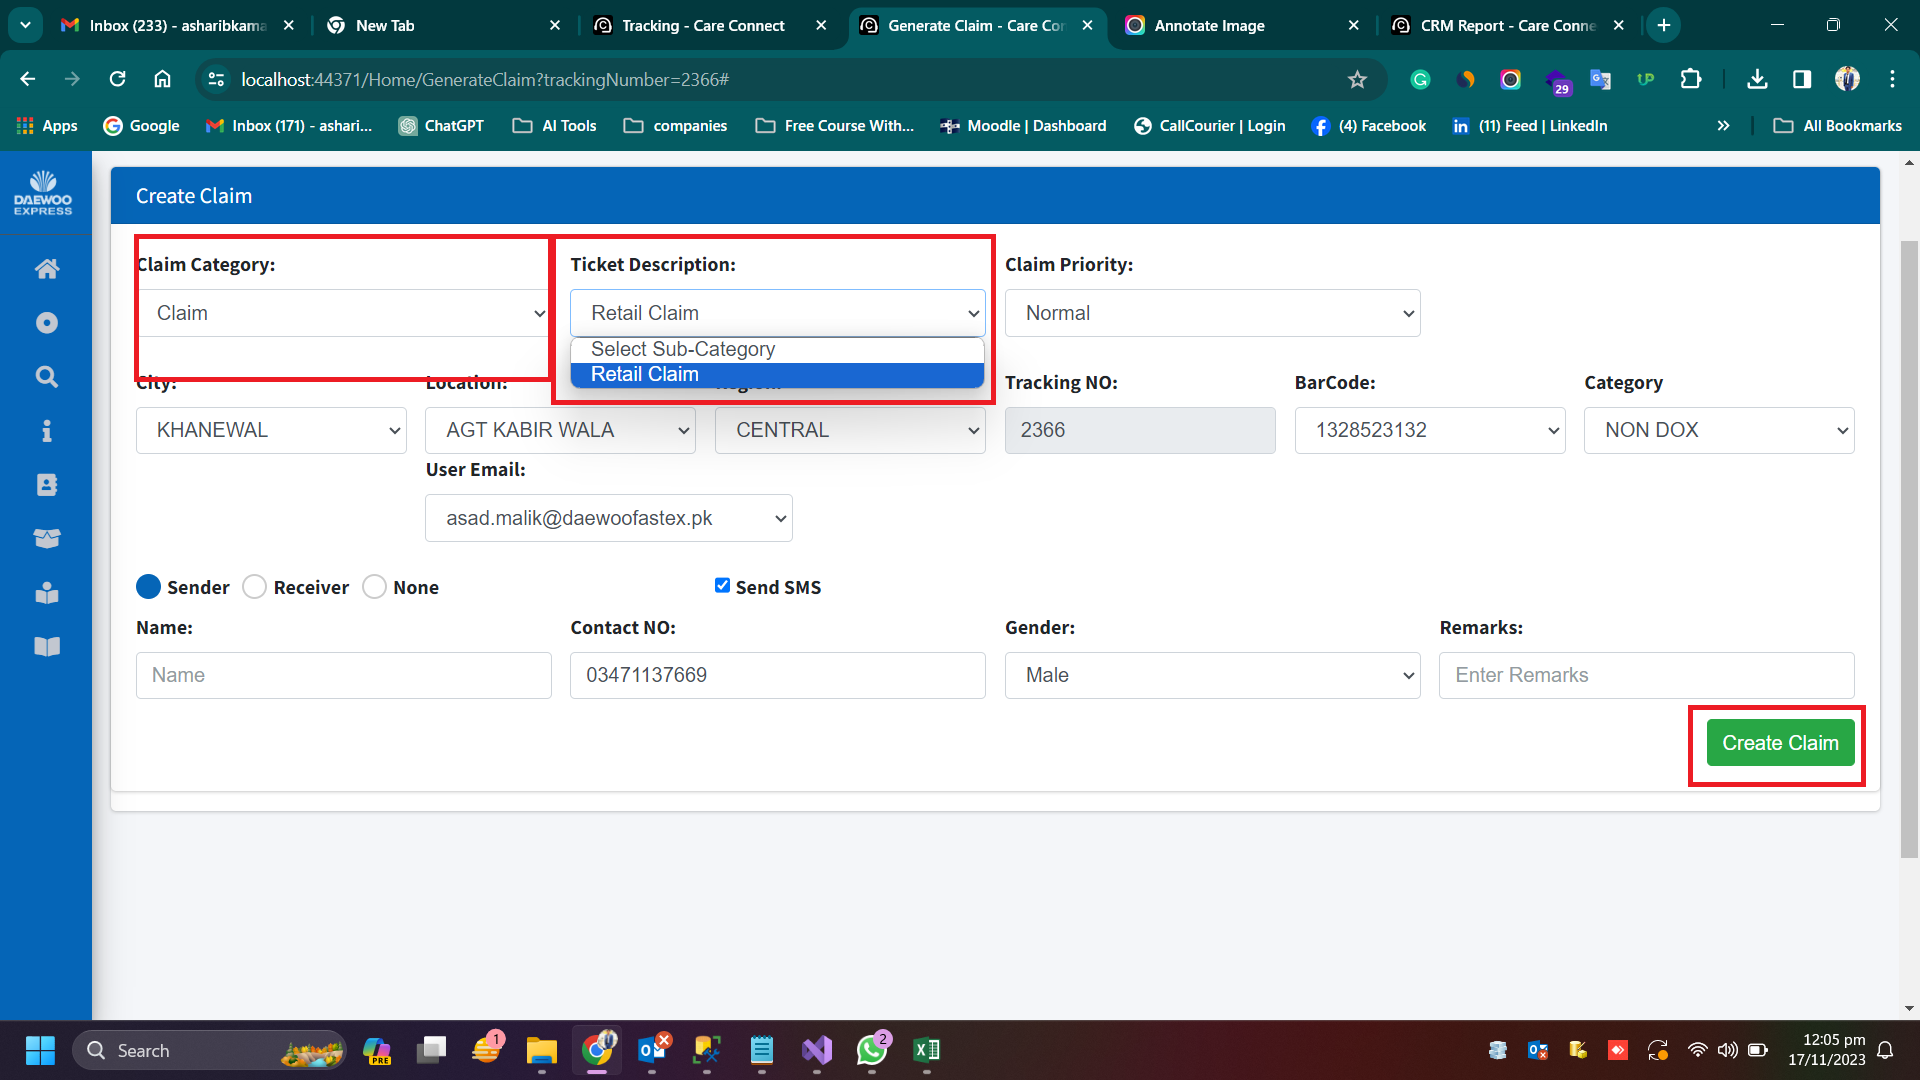 Inbox (233) - asharibkama
New Tab
Tracking - Care Connect
Generate Claim - Care Con
Annotate Image
CRM Report - Care Conne
localhost:44371/Home/GenerateClaim?trackingNumber=2366#
29
Apps
Google
Inbox (171) - ashari...
ChatGPT
AI Tools
companies
Free Course With...
Moodle | Dashboard
CallCourier | Login
(4) Facebook
(11) Feed | LinkedIn
All Bookmarks
DAEWOO
EXPRESS
Create Claim
Claim Category:
Ticket Description:
Claim Priority:
Claim
Retail Claim
Normal
Select Sub-Category
Retail Claim
City:
Location:
Region:
Tracking NO:
BarCode:
Category
KHANEWAL
AGT KABIR WALA
CENTRAL
2366
1328523132
NON DOX
User Email:
asad.malik@daewoofastex.pk
Sender
Receiver
None
Send SMS
Name:
Contact NO:
Gender:
Remarks:
Name
03471137669
Male
Enter Remarks
Create Claim
Search
PRE
1
2
12:05 pm
17/11/2023